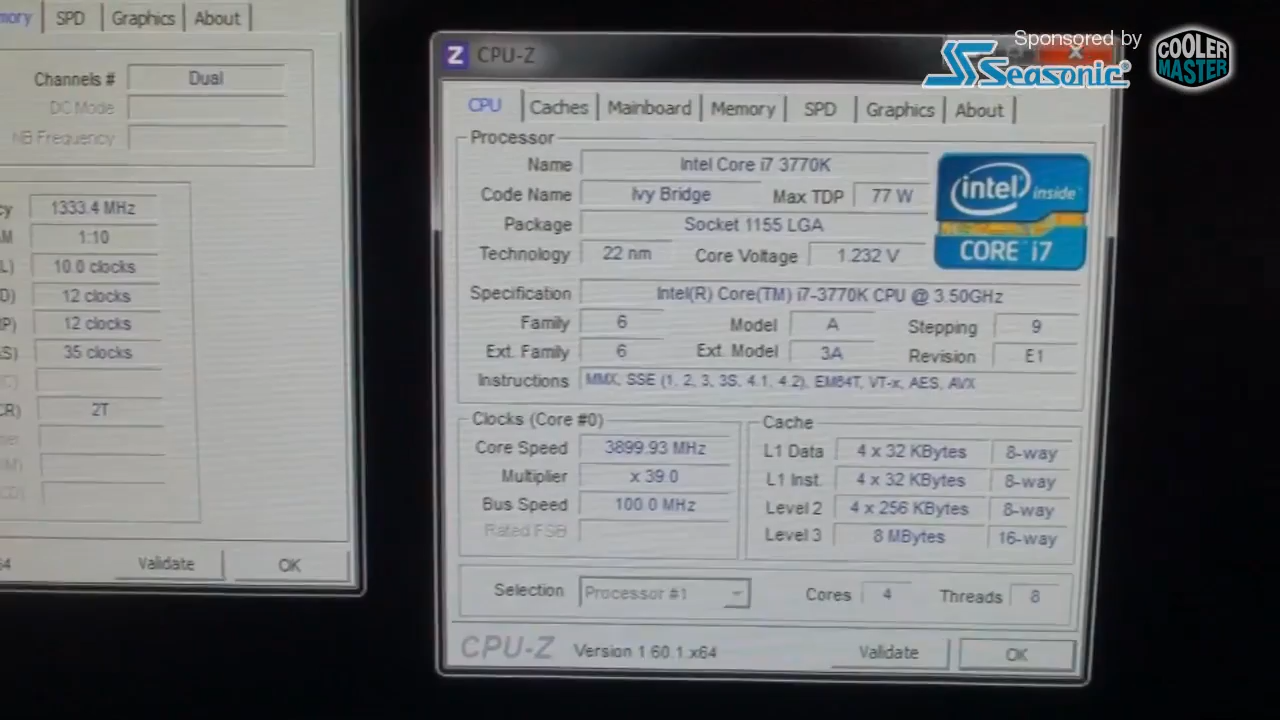 Sponsored by
Seasonic
COOLER MASTER
SPD Graphics About
Channels # Dual
DC Mode
NB Frequency
1333.4 MHz
1:10
10.0 clocks
12 clocks
12 clocks
35 clocks
2T
Validate OK
CPU-Z
CPU Caches Mainboard Memory SPD Graphics About
Processor
Name Intel Core i7 3770K
Code Name Ivy Bridge Max TDP 77 W
Package Socket 1155 LGA
Technology 22 nm Core Voltage 1.232 V
intel inside
CORE i7
Specification Intel(R) Core(TM) i7-3770K CPU @ 3.50GHz
Family 6 Model A Stepping 9
Ext. Family 6 Ext. Model 3A Revision E1
Instructions MMX, SSE (1, 2, 3, 3S, 4.1, 4.2), EM64T, VT-x, AES, AVX
Clocks (Core #0)
Core Speed 3899.93 MHz
Multiplier x 39.0
Bus Speed 100.0 MHz
Rated FSB
Cache
L1 Data 4 x 32 KBytes 8-way
L1 Inst. 4 x 32 KBytes 8-way
Level 2 4 x 256 KBytes 8-way
Level 3 8 MBytes 16-way
Selection Processor #1 Cores 4 Threads 8
CPU-Z Version 1.60.1.x64 Validate OK